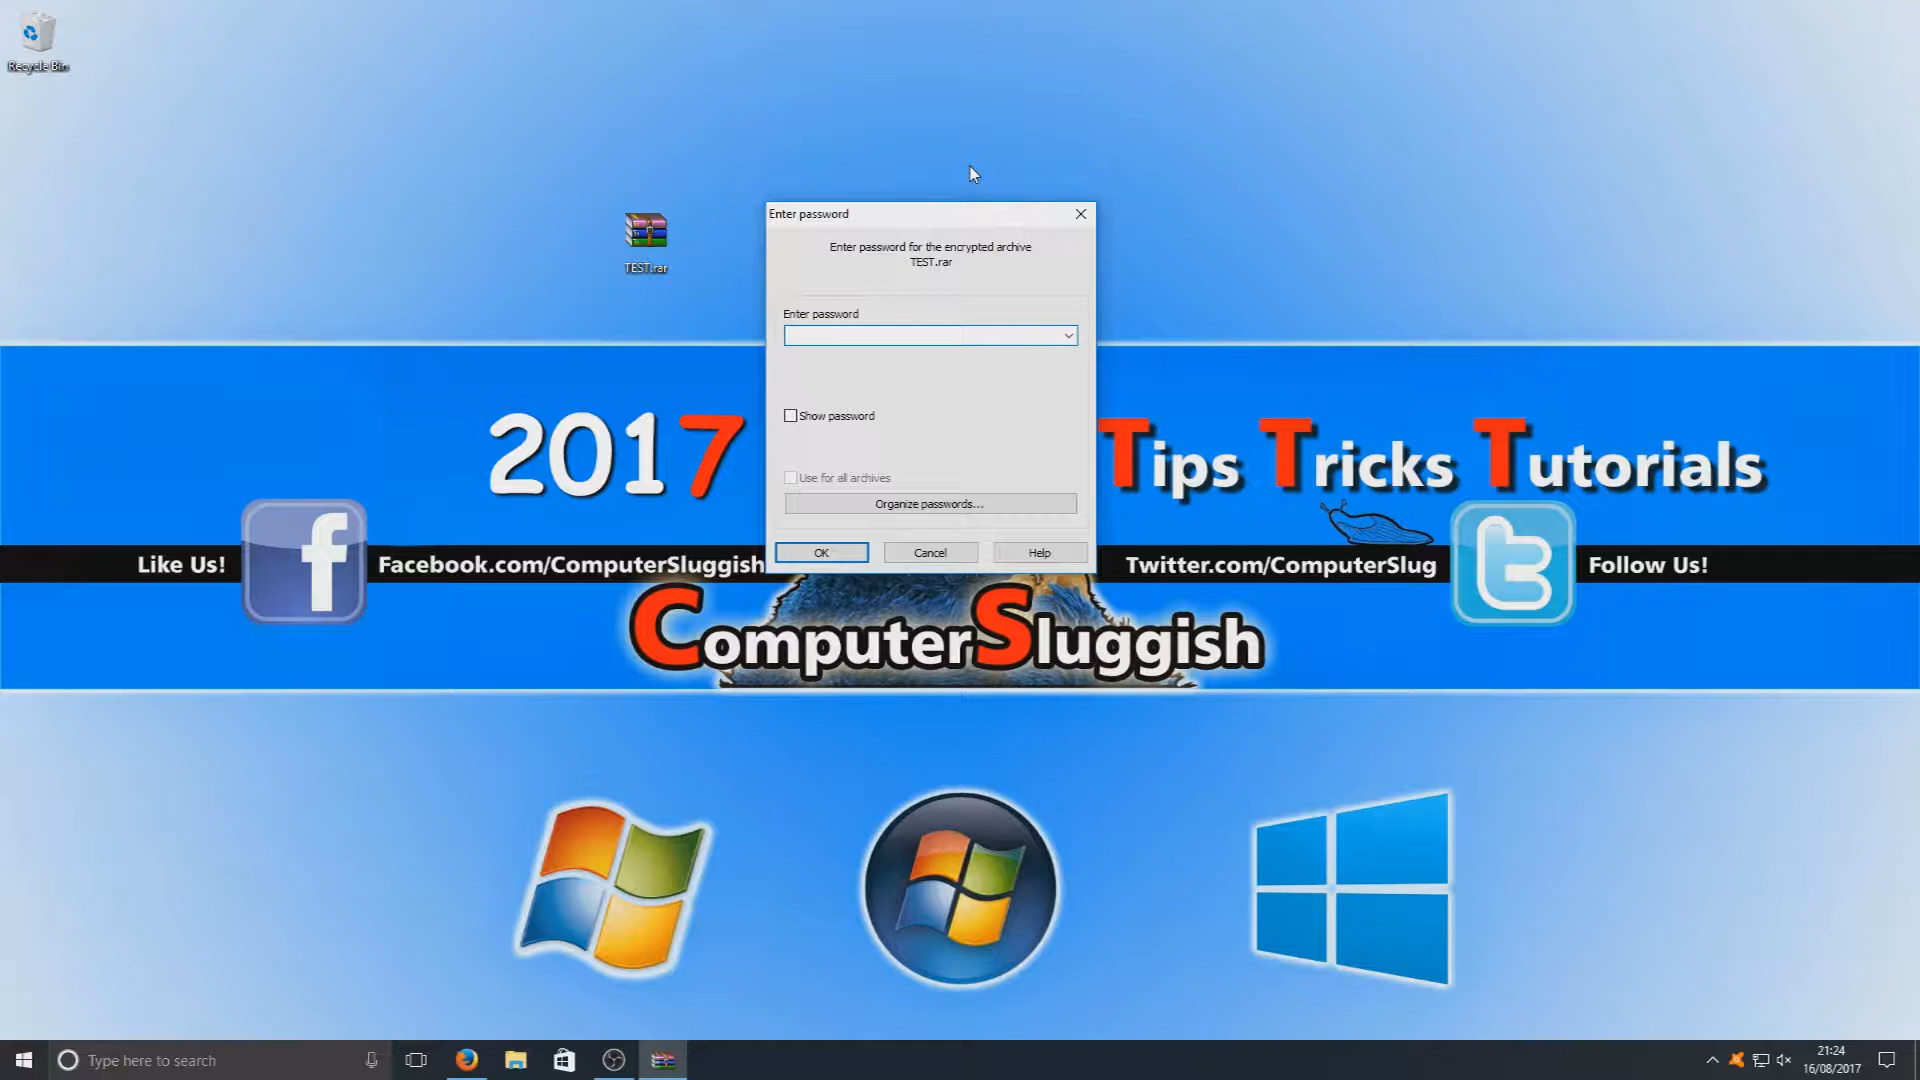 Recycle Bin
TEST.rar
Enter password
Enter password for the encrypted archive
TEST.rar
Enter password
Show password
Use for all archives
Organize passwords...
OK
Cancel
Help
2017
Tips Tricks Tutorials
Like Us!
f
Facebook.com/ComputerSluggish
Twitter.com/ComputerSlug
t
Follow Us!
ComputerSluggish
Type here to search
21:24
16/08/2017